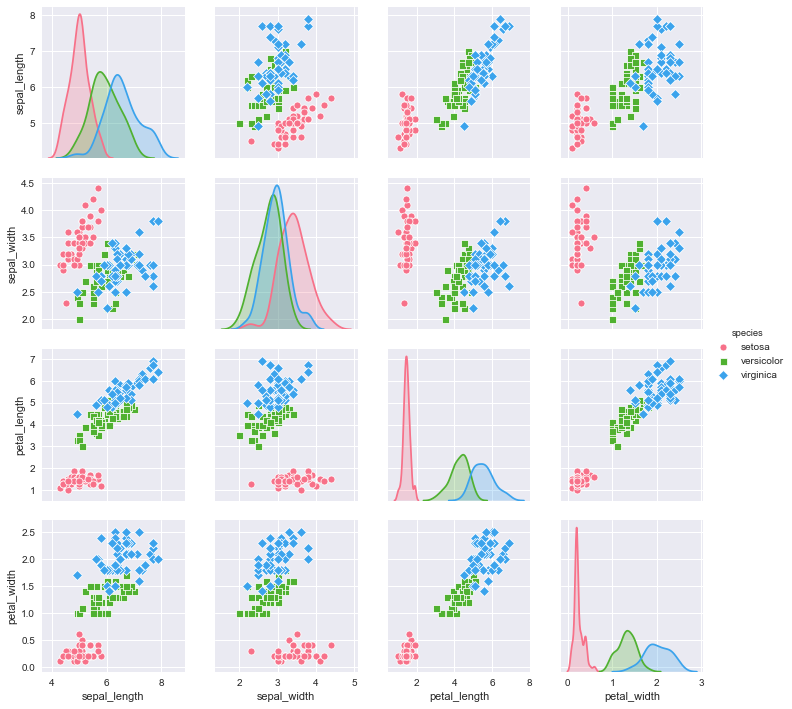 8
7
6
5
sepal_length
4.5
4.0
3.5
3.0
2.5
2.0
sepal_width
species
setosa
versicolor
virginica
7
6
5
4
3
2
1
petal_length
2.5
2.0
1.5
1.0
0.5
0.0
petal_width
4 6 8
2 3 4 5
2 4 6 8
0 1 2 3
sepal_length
sepal_width
petal_length
petal_width